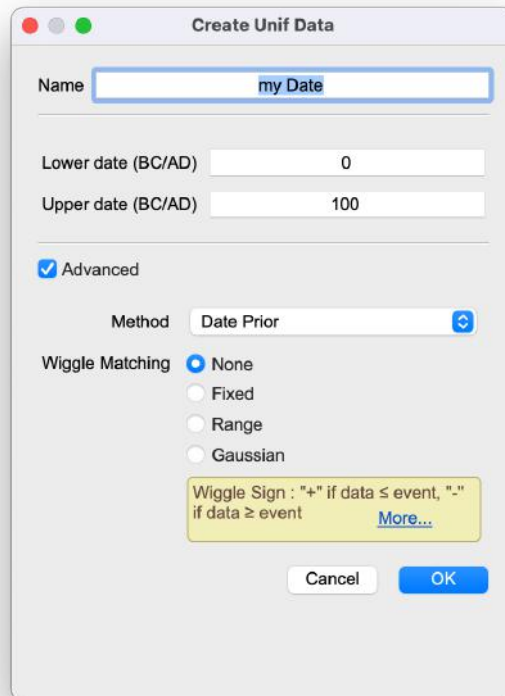 Create Unif Data
Name my Date
Lower date (BC/AD) 0
Upper date (BC/AD) 100
Advanced
Method Date Prior
Wiggle Matching None
Fixed
Range
Gaussian
Wiggle Sign : "+" if data ≤ event, "-"
if data ≥ event More...
Cancel OK